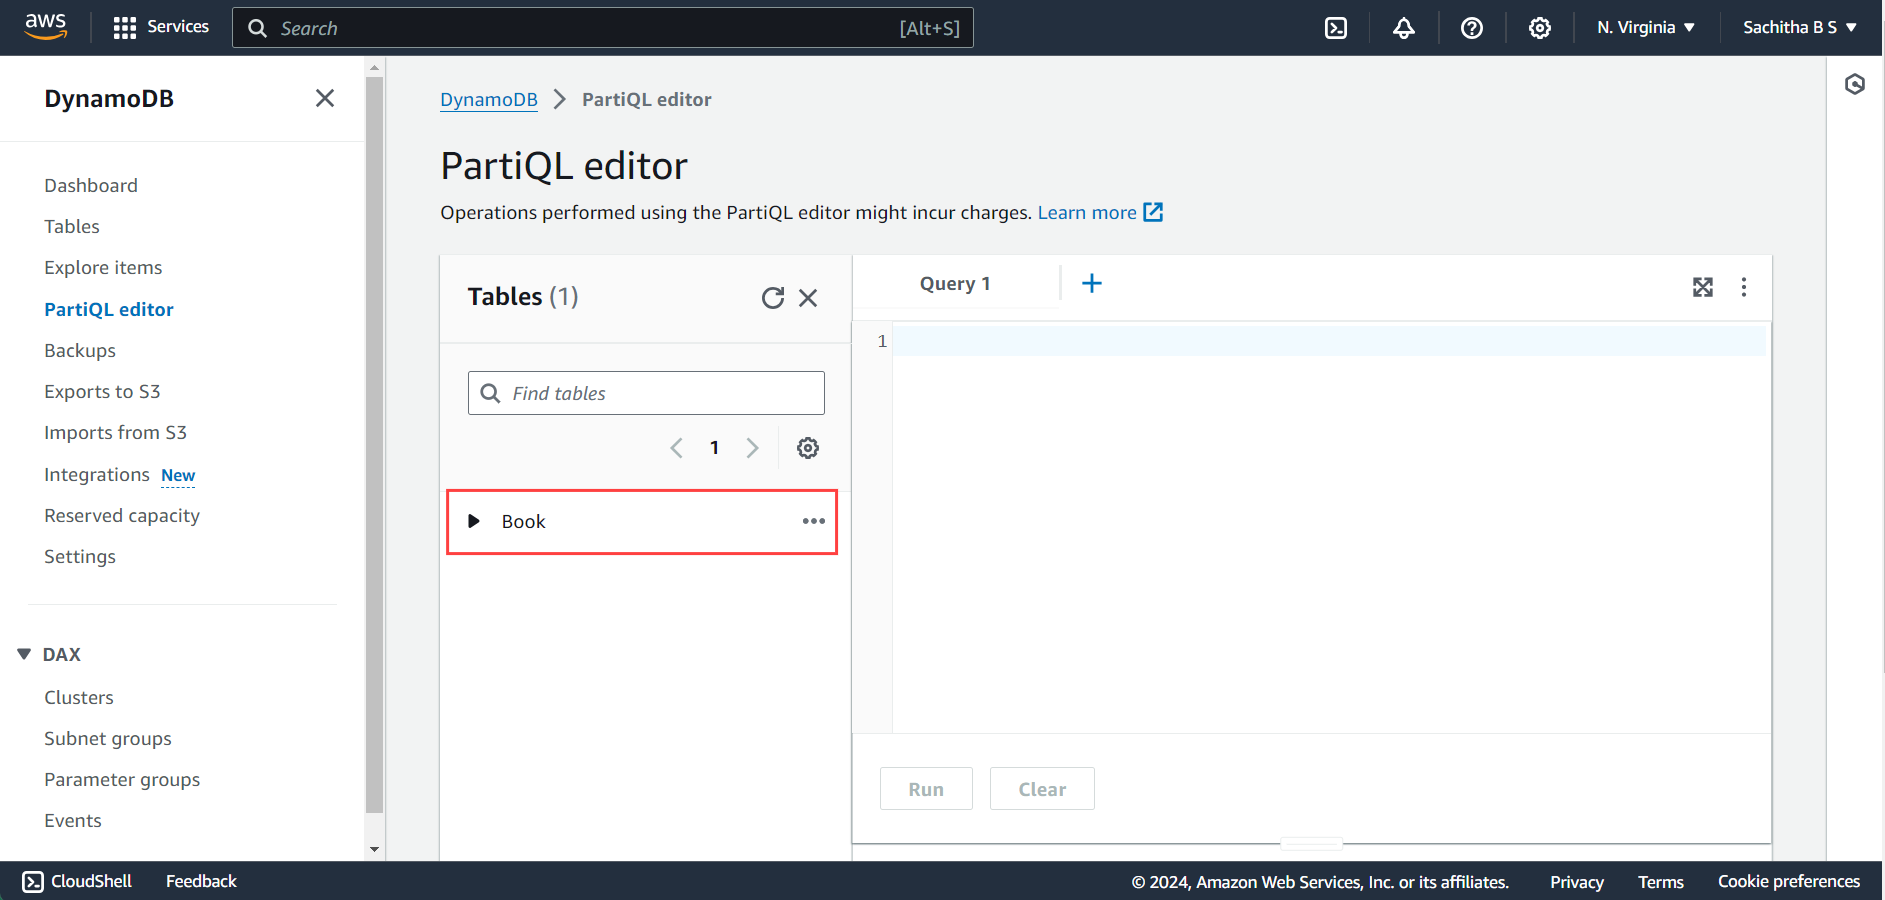 aws Services Search [Alt+S] N. Virginia Sachitha B S
DynamoDB
Dashboard
Tables
Explore items
PartiQL editor
Backups
Exports to S3
Imports from S3
Integrations New
Reserved capacity
Settings
DAX
Clusters
Subnet groups
Parameter groups
Events
DynamoDB PartiQL editor
PartiQL editor
Operations performed using the PartiQL editor might incur charges. Learn more
Tables (1)
Find tables
1
Book
Query 1
1
Run Clear
CloudShell Feedback © 2024, Amazon Web Services, Inc. or its affiliates. Privacy Terms Cookie preferences